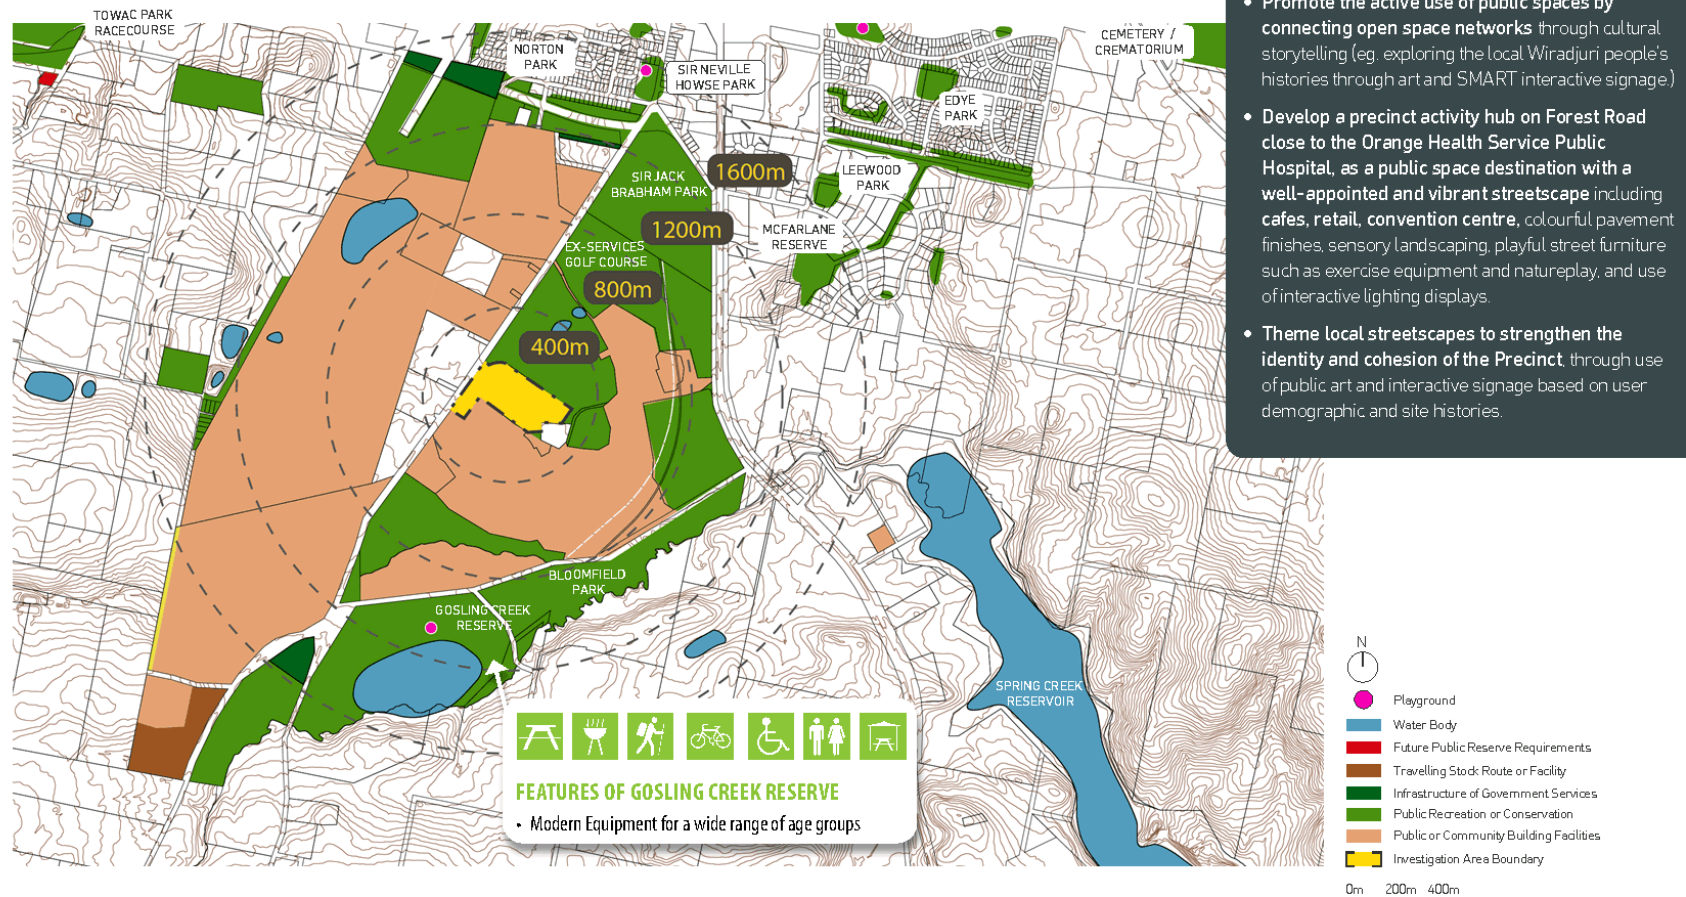 TOWAC PARK
RACECOURSE
NORTON
PARK
SIR NEVILLE
HOWSE PARK
CEMETERY /
CREMATORIUM
EDYE
PARK
SIR JACK
BRABHAM PARK
1600m
LEEWOOD
PARK
1200m
MCFARLANE
RESERVE
EX-SERVICES
GOLF COURSE
800m
400m
BLOOMFIELD
PARK
GOSLING CREEK
RESERVE
SPRING CREEK
RESERVOIR
FEATURES OF GOSLING CREEK RESERVE
• Modern Equipment for a wide range of age groups
• Promote the active use of public spaces by
connecting open space networks through cultural
storytelling (eg. exploring the local Wiradjuri people's
histories through art and SMART interactive signage.)
• Develop a precinct activity hub on Forest Road
close to the Orange Health Service Public
Hospital, as a public space destination with a
well-appointed and vibrant streetscape including
cafes, retail, convention centre, colourful pavement
finishes, sensory landscaping, playful street furniture
such as exercise equipment and natureplay, and use
of interactive lighting displays.
• Theme local streetscapes to strengthen the
identity and cohesion of the Precinct, through use
of public art and interactive signage based on user
demographic and site histories.
N
Playground
Water Body
Future Public Reserve Requirements
Travelling Stock Route or Facility
Infrastructure of Government Services
Public Recreation or Conservation
Public or Community Building Facilities
Investigation Area Boundary
0m 200m 400m